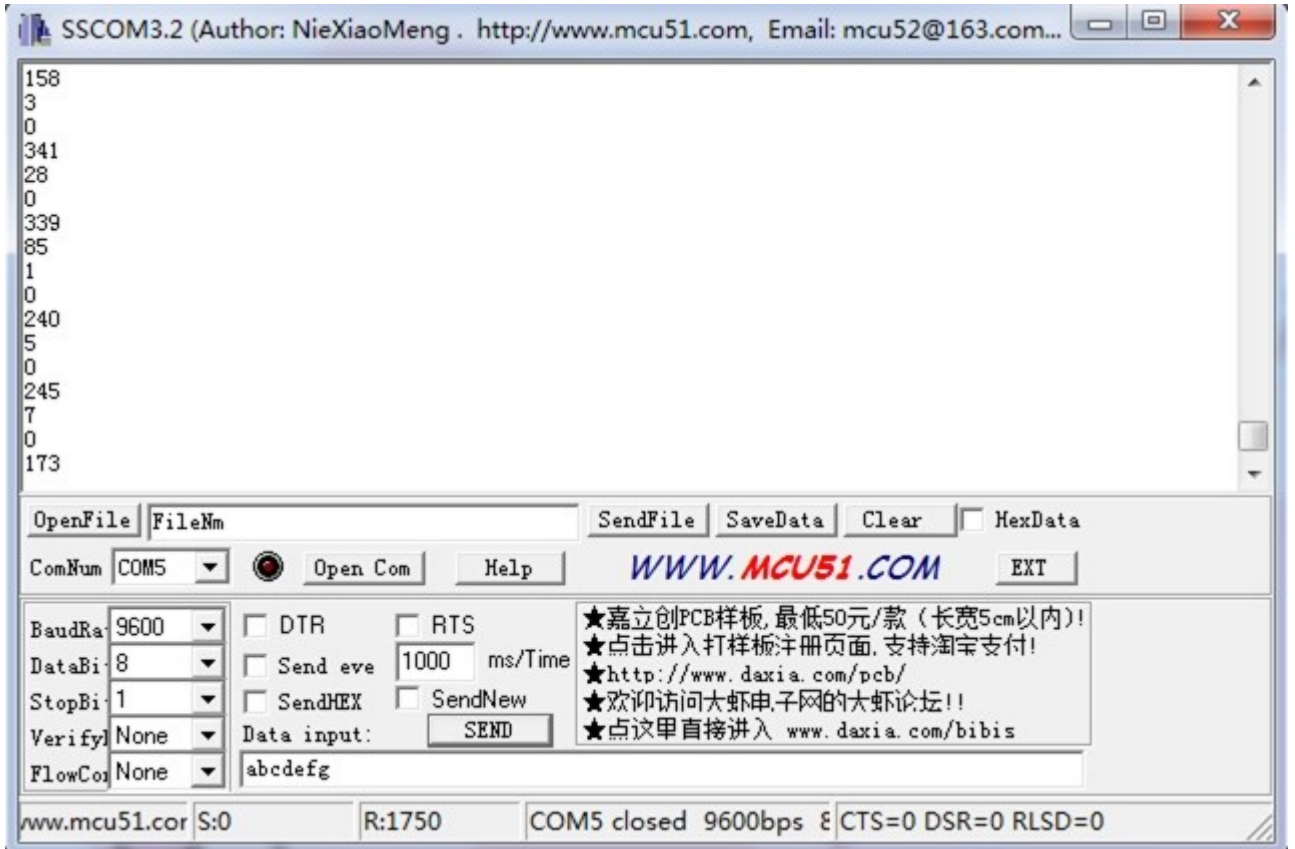 SSCOM3.2 (Author: NieXiaoMeng .  http://www.mcu51.com,  Email: mcu52@163.com...
158
3
0
341
28
0
339
85
1
0
240
5
0
245
7
0
173
OpenFile FileNm SendFile SaveData Clear HexData
ComNum COM5 Open Com Help WWW.MCU51.COM EXT
BaudRa 9600 DTR RTS
DataBi 8 Send eve 1000 ms/Time
StopBi 1 SendHEX SendNew
Verify None Data input: SEND
FlowCo None abcdefg
★嘉立创PCB样板,最低50元/款（长宽5cm以内）!
★点击进入打样板注册页面,支持淘宝支付!
★http://www.daxia.com/pcb/
★欢迎访问大虾电子网的大虾论坛!!
★点这里直接进入 www.daxia.com/bibis
www.mcu51.cor S:0 R:1750 COM5 closed 9600bps 8 CTS=0 DSR=0 RLSD=0